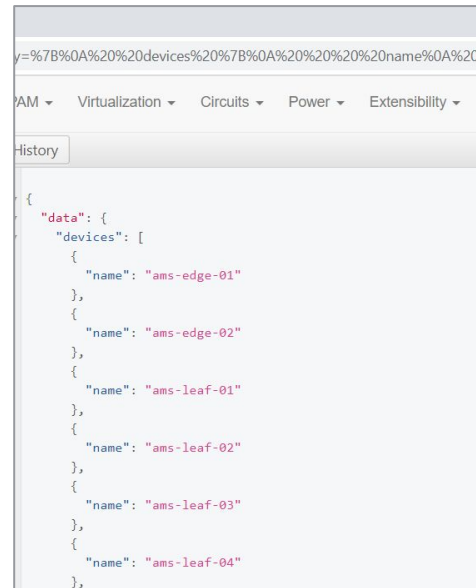 y=%7B%0A%20%20devices%20%7B%0A%20%20%20%20name%0A%20
PAM Virtualization Circuits Power Extensibility
History
{
"data": {
"devices": [
{
"name": "ams-edge-01"
},
{
"name": "ams-edge-02"
},
{
"name": "ams-leaf-01"
},
{
"name": "ams-leaf-02"
},
{
"name": "ams-leaf-03"
},
{
"name": "ams-leaf-04"
},